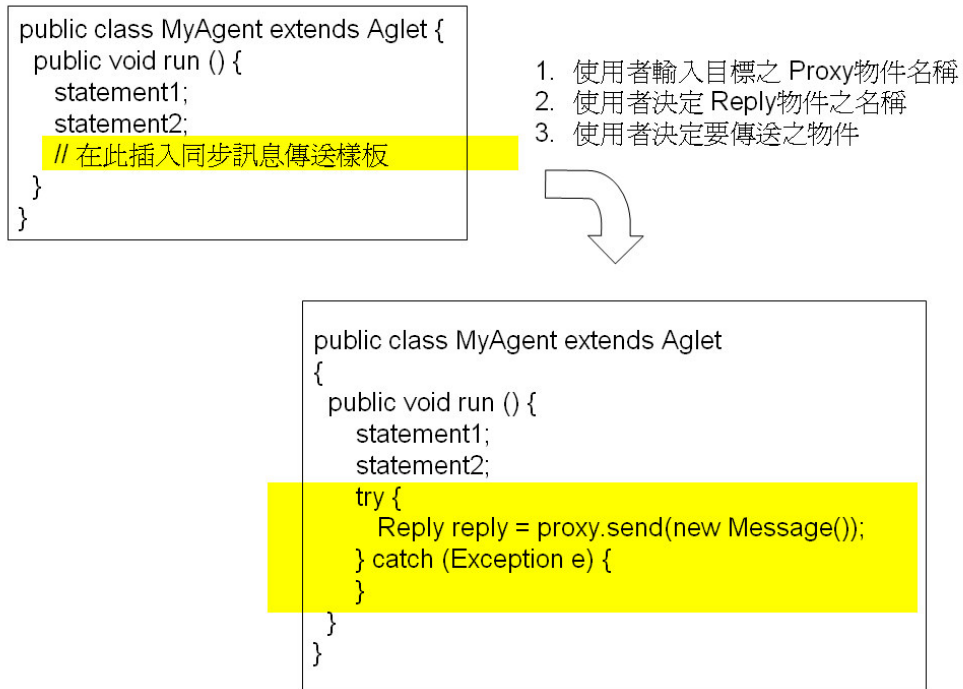 public class MyAgent extends Aglet {
public void run () {
statement1;
statement2;
// 在此插入同步訊息傳送樣板
}
}
1. 使用者輸入目標之 Proxy物件名稱
2. 使用者決定 Reply物件之名稱
3. 使用者決定要傳送之物件
public class MyAgent extends Aglet
{
public void run () {
statement1;
statement2;
try {
Reply reply = proxy.send(new Message());
} catch (Exception e) {
}
}
}